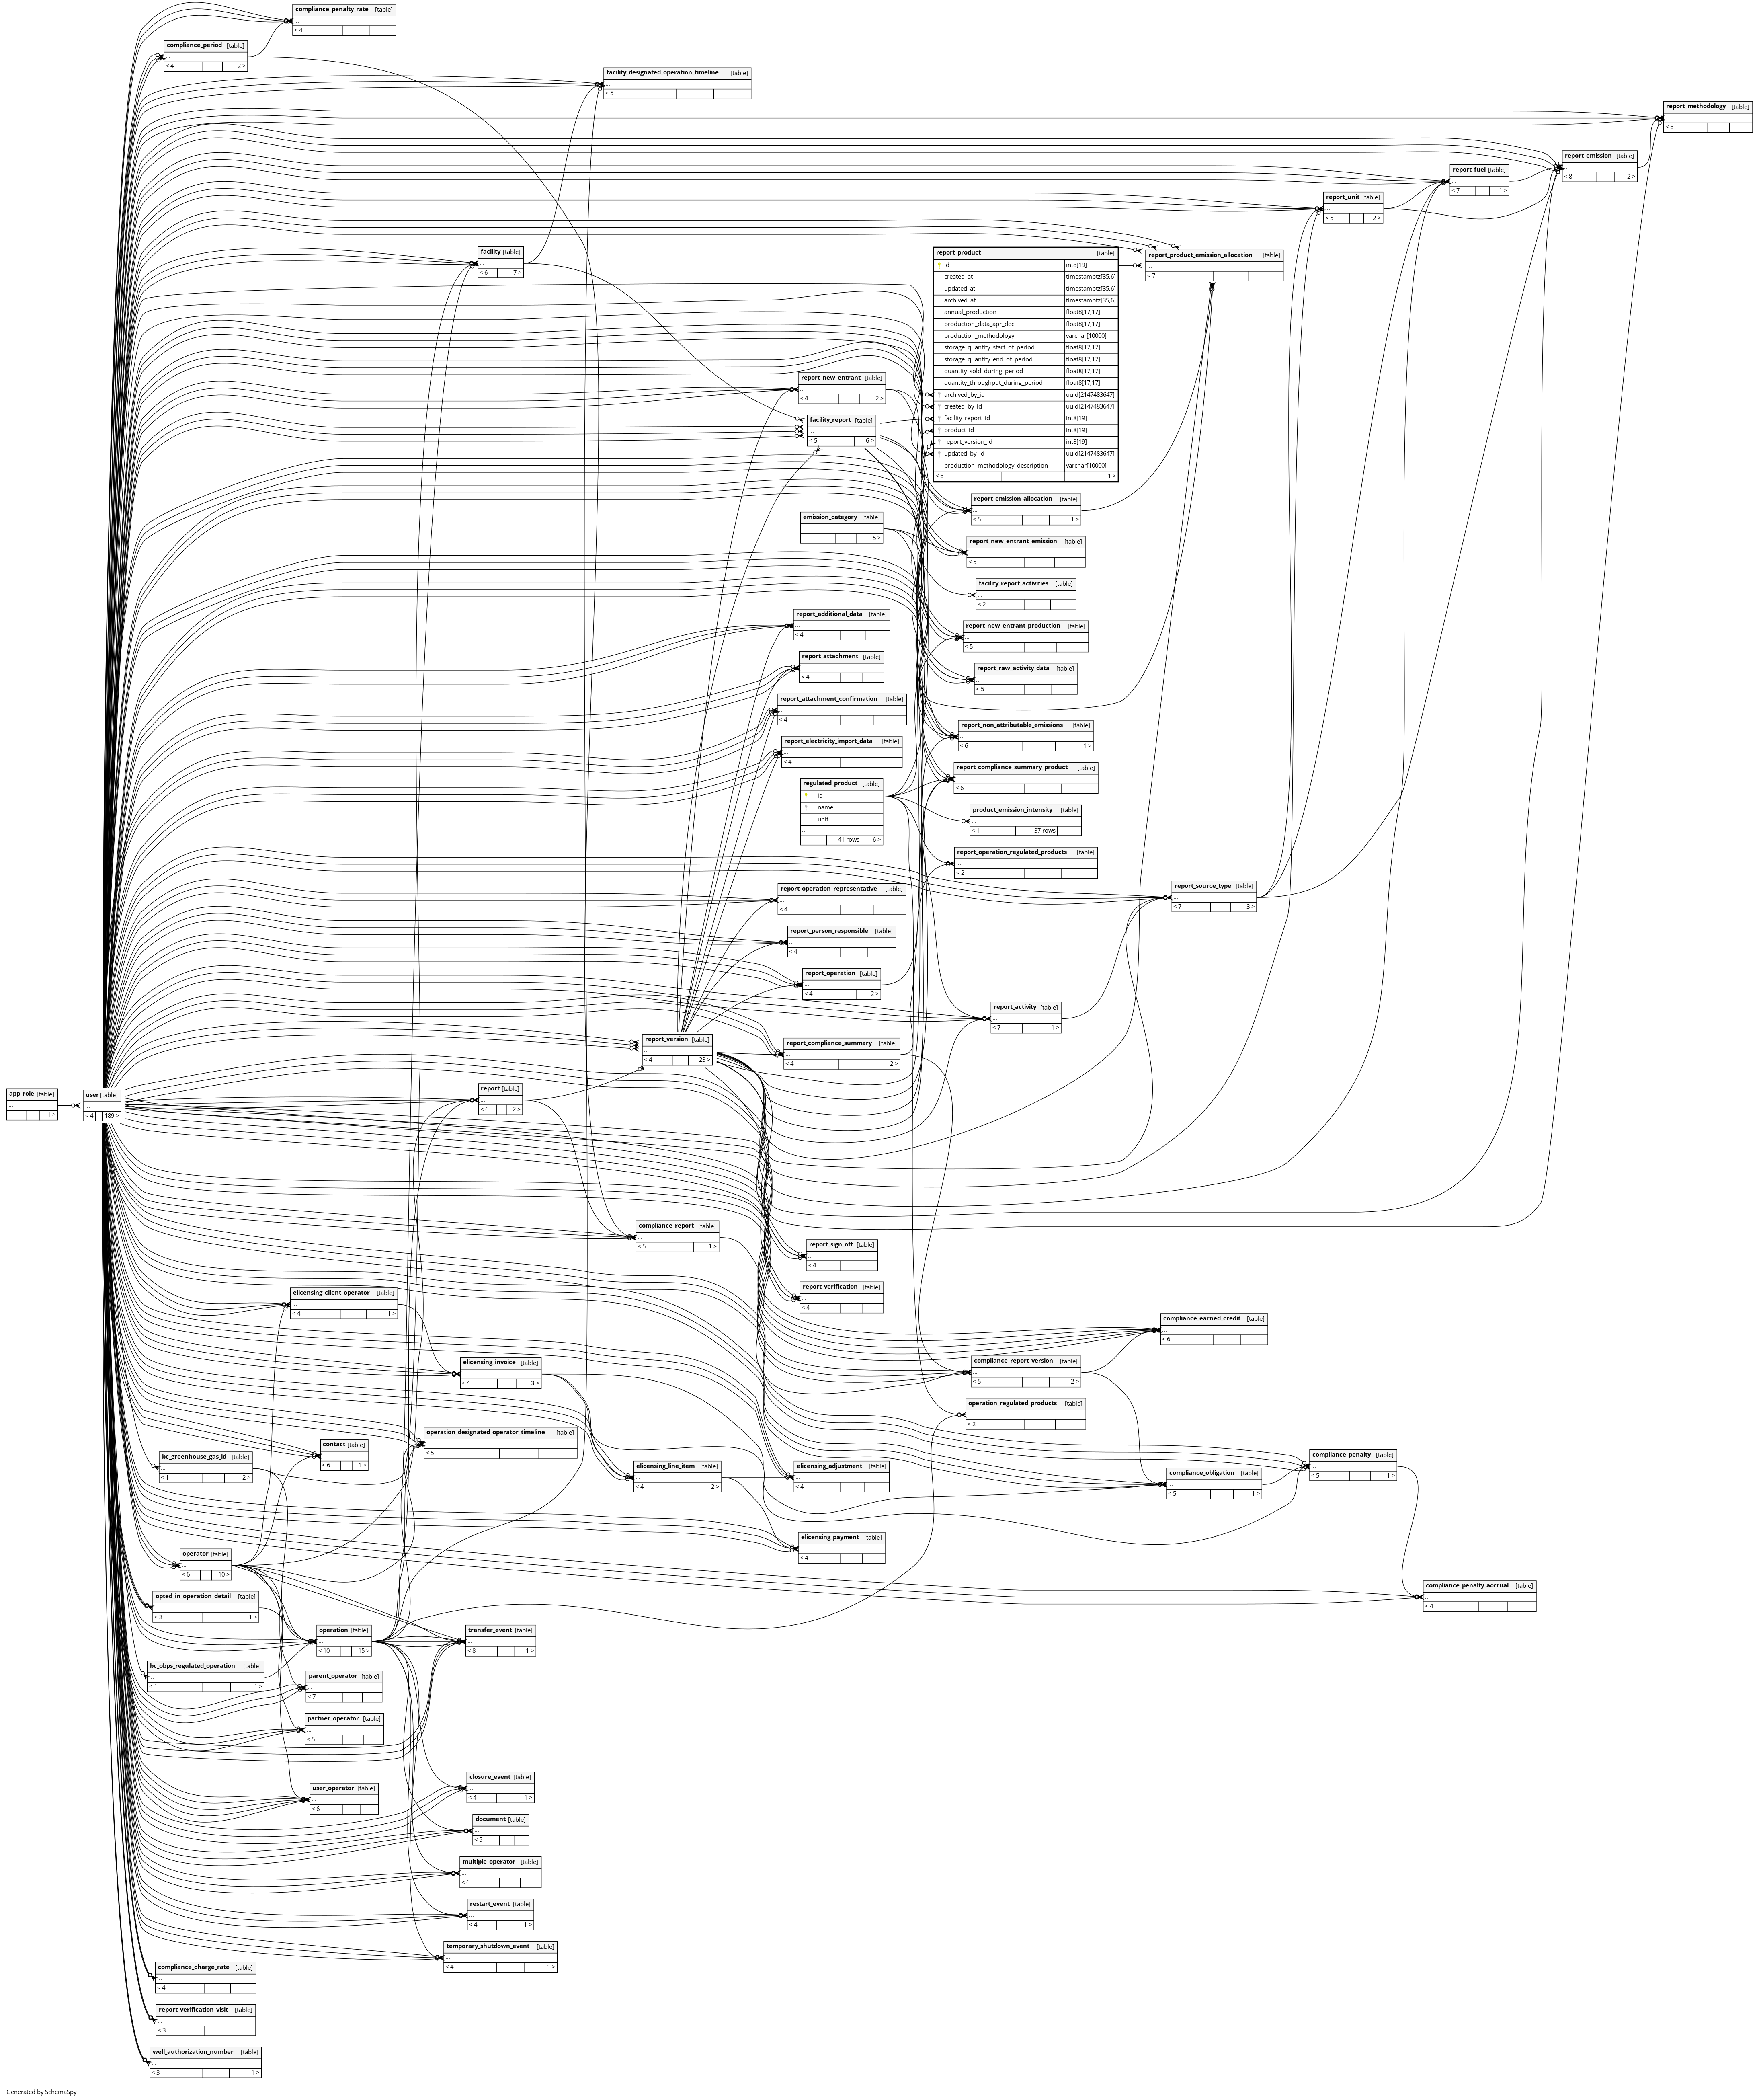 compliance_penalty_rate [table]
...
< 4
compliance_period [table]
...
< 4 2 >
facility_designated_operation_timeline [table]
...
< 5
report_methodology [table]
...
< 6
report_emission [table]
...
< 8 2 >
report_fuel [table]
...
< 7 1 >
report_unit [table]
...
< 5 2 >
facility [table]
...
< 6 7 >
report_product [table]
id int8[19]
created_at timestamptz[35,6]
updated_at timestamptz[35,6]
archived_at timestamptz[35,6]
annual_production float8[17,17]
production_data_apr_dec float8[17,17]
production_methodology varchar[10000]
storage_quantity_start_of_period float8[17,17]
storage_quantity_end_of_period float8[17,17]
quantity_sold_during_period float8[17,17]
quantity_throughput_during_period float8[17,17]
archived_by_id uuid[2147483647]
created_by_id uuid[2147483647]
facility_report_id int8[19]
product_id int8[19]
report_version_id int8[19]
updated_by_id uuid[2147483647]
production_methodology_description varchar[10000]
< 6 1 >
report_product_emission_allocation [table]
...
< 7
report_new_entrant [table]
...
< 4 2 >
facility_report [table]
...
< 5 6 >
report_emission_allocation [table]
...
< 5 1 >
emission_category [table]
...
5 >
report_new_entrant_emission [table]
...
< 5
facility_report_activities [table]
...
< 2
report_additional_data [table]
...
< 4
report_new_entrant_production [table]
...
< 5
report_attachment [table]
...
< 4
report_raw_activity_data [table]
...
< 5
report_attachment_confirmation [table]
...
< 4
report_non_attributable_emissions [table]
...
< 6 1 >
report_electricity_import_data [table]
...
< 4
report_compliance_summary_product [table]
...
< 6
regulated_product [table]
id
name
unit
...
41 rows 6 >
product_emission_intensity [table]
...
< 1 37 rows
report_operation_regulated_products [table]
...
< 2
report_operation_representative [table]
...
< 4
report_source_type [table]
...
< 7 3 >
report_person_responsible [table]
...
< 4
report_operation [table]
...
< 4 2 >
report_activity [table]
...
< 7 1 >
report_version [table]
...
< 4 23 >
report_compliance_summary [table]
...
< 4 2 >
app_role [table]
...
1 >
user [table]
...
< 4 189 >
report [table]
...
< 6 2 >
compliance_report [table]
...
< 5 1 >
report_sign_off [table]
...
< 4
report_verification [table]
...
< 4
elicensing_client_operator [table]
...
< 4 1 >
compliance_earned_credit [table]
...
< 6
elicensing_invoice [table]
...
< 4 3 >
compliance_report_version [table]
...
< 5 2 >
operation_regulated_products [table]
...
< 2
operation_designated_operator_timeline [table]
...
< 5
contact [table]
...
< 6 1 >
bc_greenhouse_gas_id [table]
...
< 1 2 >
elicensing_line_item [table]
...
< 4 2 >
elicensing_adjustment [table]
...
< 4
compliance_obligation [table]
...
< 5 1 >
compliance_penalty [table]
...
< 5 1 >
elicensing_payment [table]
...
< 4
operator [table]
...
< 6 10 >
compliance_penalty_accrual [table]
...
< 4
opted_in_operation_detail [table]
...
< 3 1 >
operation [table]
...
< 10 15 >
transfer_event [table]
...
< 8 1 >
bc_obps_regulated_operation [table]
...
< 1 1 >
parent_operator [table]
...
< 7
partner_operator [table]
...
< 5
closure_event [table]
...
< 4 1 >
user_operator [table]
...
< 6
document [table]
...
< 5
multiple_operator [table]
...
< 6
restart_event [table]
...
< 4 1 >
temporary_shutdown_event [table]
...
< 4 1 >
compliance_charge_rate [table]
...
< 4
report_verification_visit [table]
...
< 3
well_authorization_number [table]
...
< 3 1 >
Generated by SchemaSpy